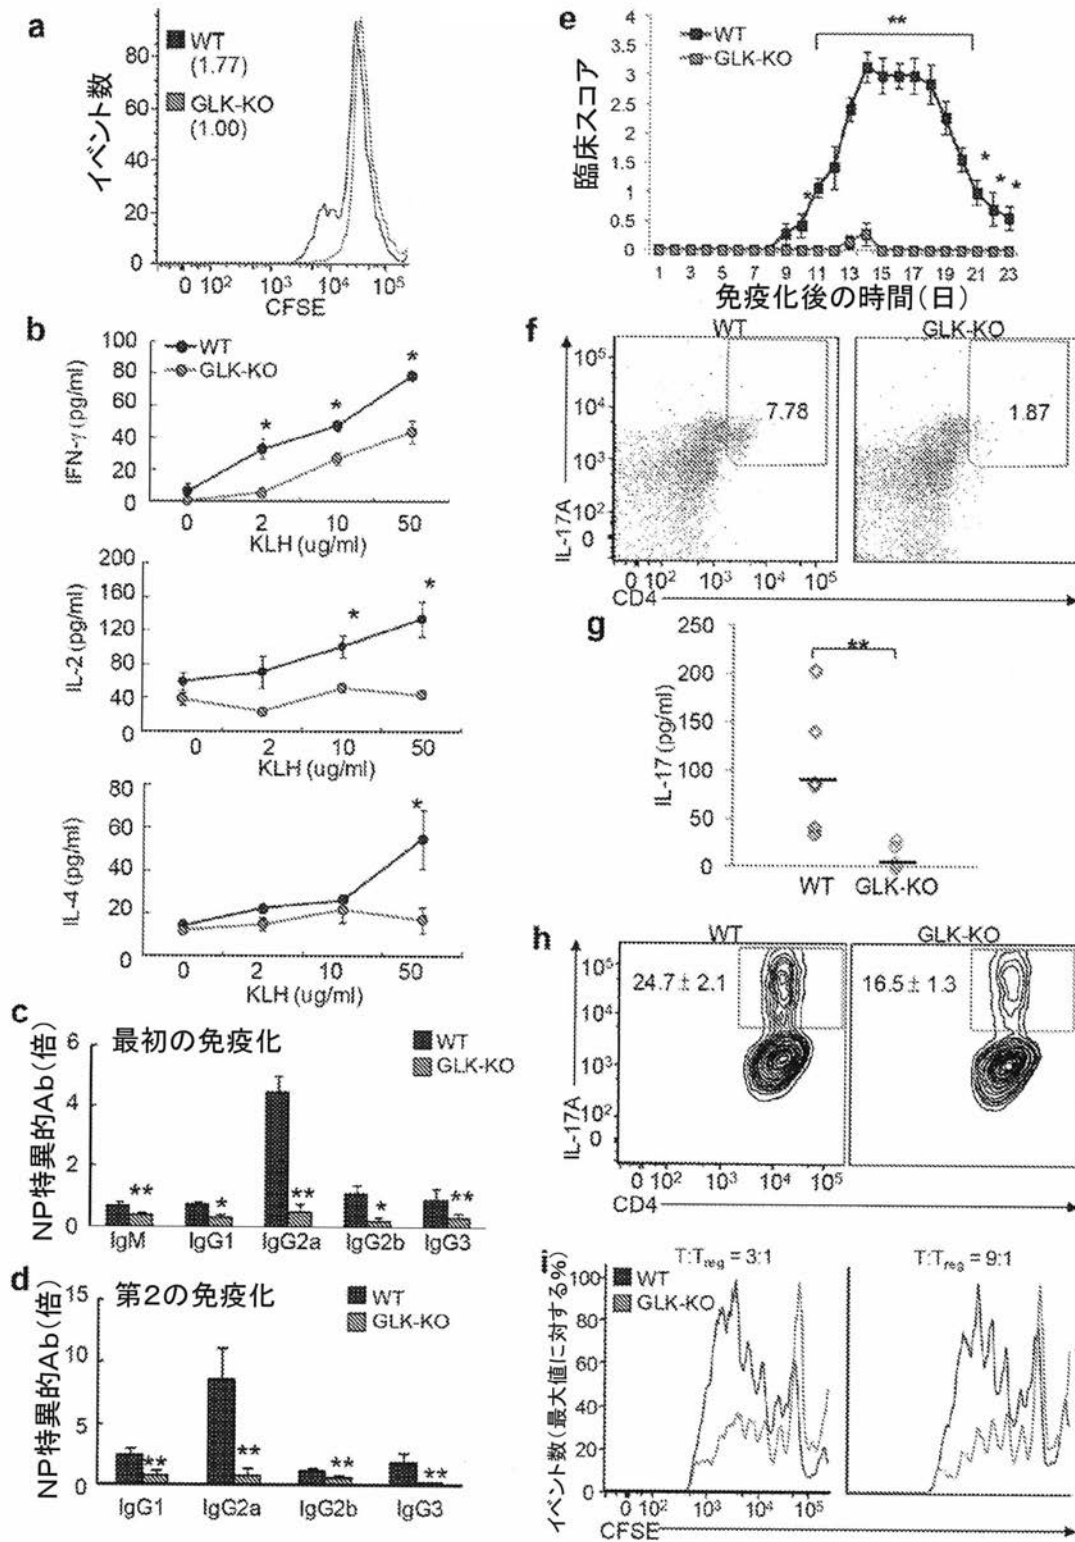 a
WT
(1.77)
GLK-KO
(1.00)
イベント数
80
60
40
20
0
0 10² 10³ 10⁴ 10⁵
CFSE
b
WT
GLK-KO
IFN-γ (pg/ml)
100
80
60
40
20
0
* * *
0 2 10 50
KLH (ug/ml)
IL-2 (pg/ml)
200
160
120
80
40
0
* *
0 2 10 50
KLH (ug/ml)
IL-4 (pg/ml)
80
60
40
20
0
*
0 2 10 50
KLH (ug/ml)
c
最初の免疫化
WT
GLK-KO
NP特異的Ab(倍)
6
4
2
0
** * ** * **
IgM IgG1 IgG2a IgG2b IgG3
d
第2の免疫化
WT
GLK-KO
NP特異的Ab(倍)
15
10
5
0
** ** ** **
IgG1 IgG2a IgG2b IgG3
e
WT
GLK-KO
臨床スコア
4
3.5
3
2.5
2
1.5
1
0.5
0
**
* * * *
1 3 5 7 9 11 13 15 17 19 21 23
免疫化後の時間(日)
f
WT GLK-KO
IL-17A
10⁵
10⁴
10³
10²
0
7.78 1.87
0 10² 10³ 10⁴ 10⁵
CD4
g
IL-17 (pg/ml)
250
200
150
100
50
0
**
WT GLK-KO
h
WT GLK-KO
IL-17A
10⁵
10⁴
10³
10²
0
24.7 ± 2.1 16.5 ± 1.3
0 10² 10³ 10⁴ 10⁵
CD4
T:Treg = 3:1 T:Treg = 9:1
WT
GLK-KO
イベント数(最大値に対する%)
100
80
60
40
20
0
0 10² 10³ 10⁴ 10⁵
CFSE